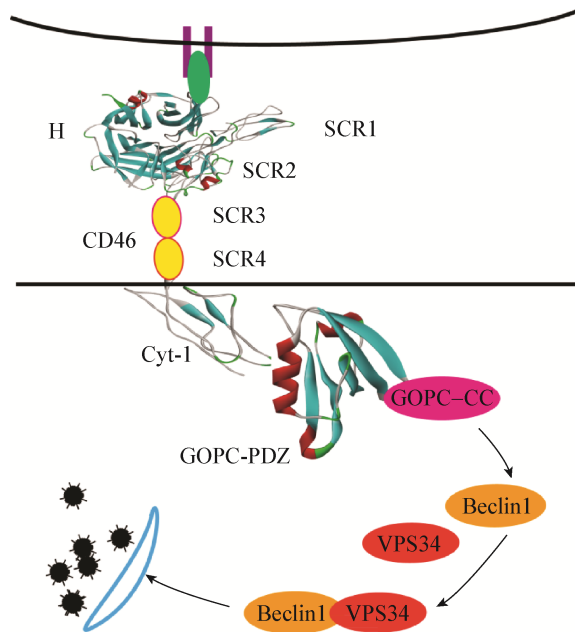 H
SCR1
SCR2
SCR3
CD46
SCR4
Cyt-1
GOPC–CC
GOPC-PDZ
Beclin1
VPS34
Beclin1 VPS34